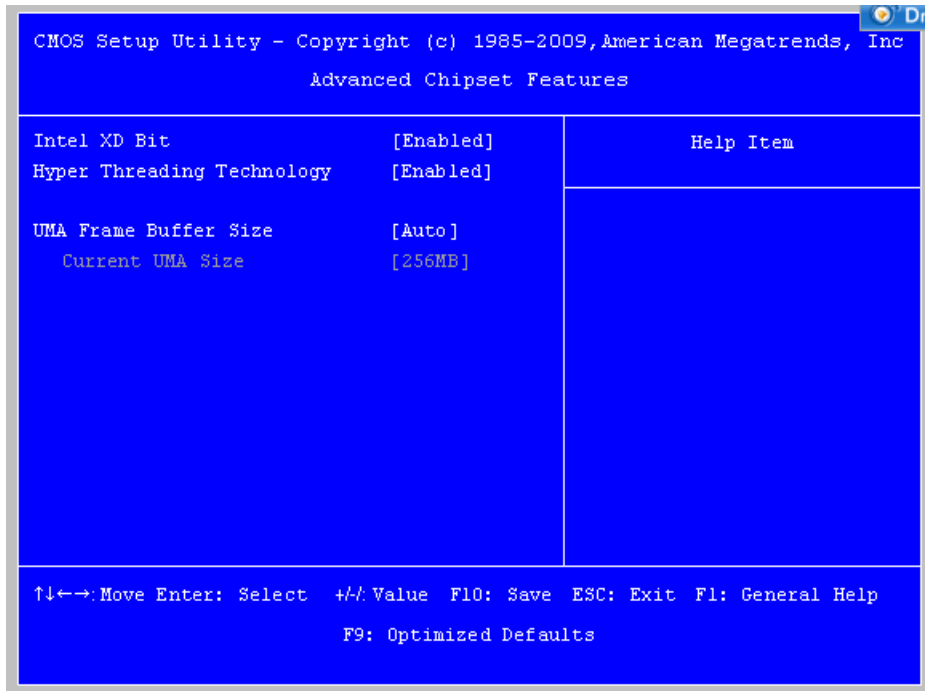 Dr
CMOS Setup Utility - Copyright (c) 1985-2009,American Megatrends, Inc
Advanced Chipset Features
Intel XD Bit [Enabled]
Hyper Threading Technology [Enabled]
UMA Frame Buffer Size [Auto]
Current UMA Size [256MB]
Help Item
↑↓←→:Move Enter: Select +/-/:Value F10: Save ESC: Exit F1: General Help
F9: Optimized Defaults